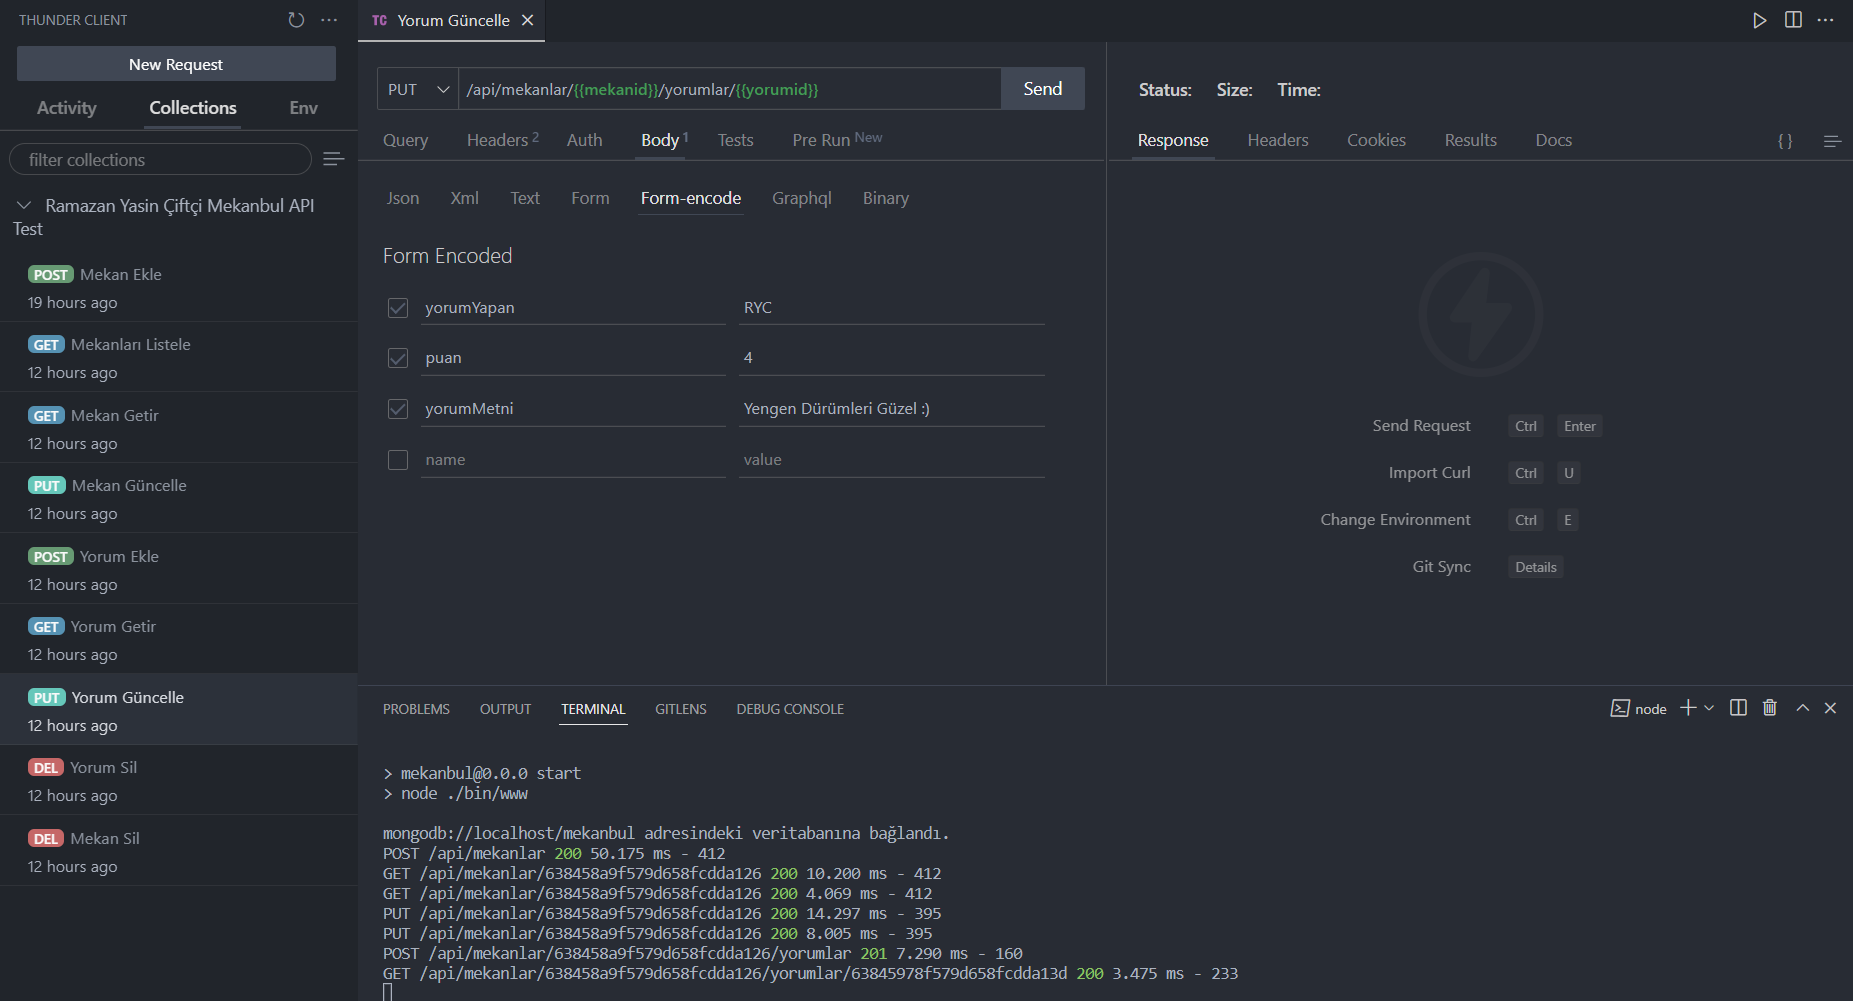 THUNDER CLIENT
New Request
Activity Collections Env
filter collections
Ramazan Yasin Çiftçi Mekanbul API
Test
POST Mekan Ekle
19 hours ago
GET Mekanları Listele
12 hours ago
GET Mekan Getir
12 hours ago
PUT Mekan Güncelle
12 hours ago
POST Yorum Ekle
12 hours ago
GET Yorum Getir
12 hours ago
PUT Yorum Güncelle
12 hours ago
DEL Yorum Sil
12 hours ago
DEL Mekan Sil
12 hours ago
TC Yorum Güncelle
PUT /api/mekanlar/{{mekanid}}/yorumlar/{{yorumid}} Send
Query Headers 2 Auth Body 1 Tests Pre Run New
Json Xml Text Form Form-encode Graphql Binary
Form Encoded
yorumYapan RYC
puan 4
yorumMetni Yengen Dürümleri Güzel :)
name value
Status: Size: Time:
Response Headers Cookies Results Docs { }
Send Request Ctrl Enter
Import Curl Ctrl U
Change Environment Ctrl E
Git Sync Details
PROBLEMS OUTPUT TERMINAL GITLENS DEBUG CONSOLE node
> mekanbul@0.0.0 start
> node ./bin/www
mongodb://localhost/mekanbul adresindeki veritabanına bağlandı.
POST /api/mekanlar 200 50.175 ms - 412
GET /api/mekanlar/638458a9f579d658fcdda126 200 10.200 ms - 412
GET /api/mekanlar/638458a9f579d658fcdda126 200 4.069 ms - 412
PUT /api/mekanlar/638458a9f579d658fcdda126 200 14.297 ms - 395
PUT /api/mekanlar/638458a9f579d658fcdda126 200 8.005 ms - 395
POST /api/mekanlar/638458a9f579d658fcdda126/yorumlar 201 7.290 ms - 160
GET /api/mekanlar/638458a9f579d658fcdda126/yorumlar/63845978f579d658fcdda13d 200 3.475 ms - 233